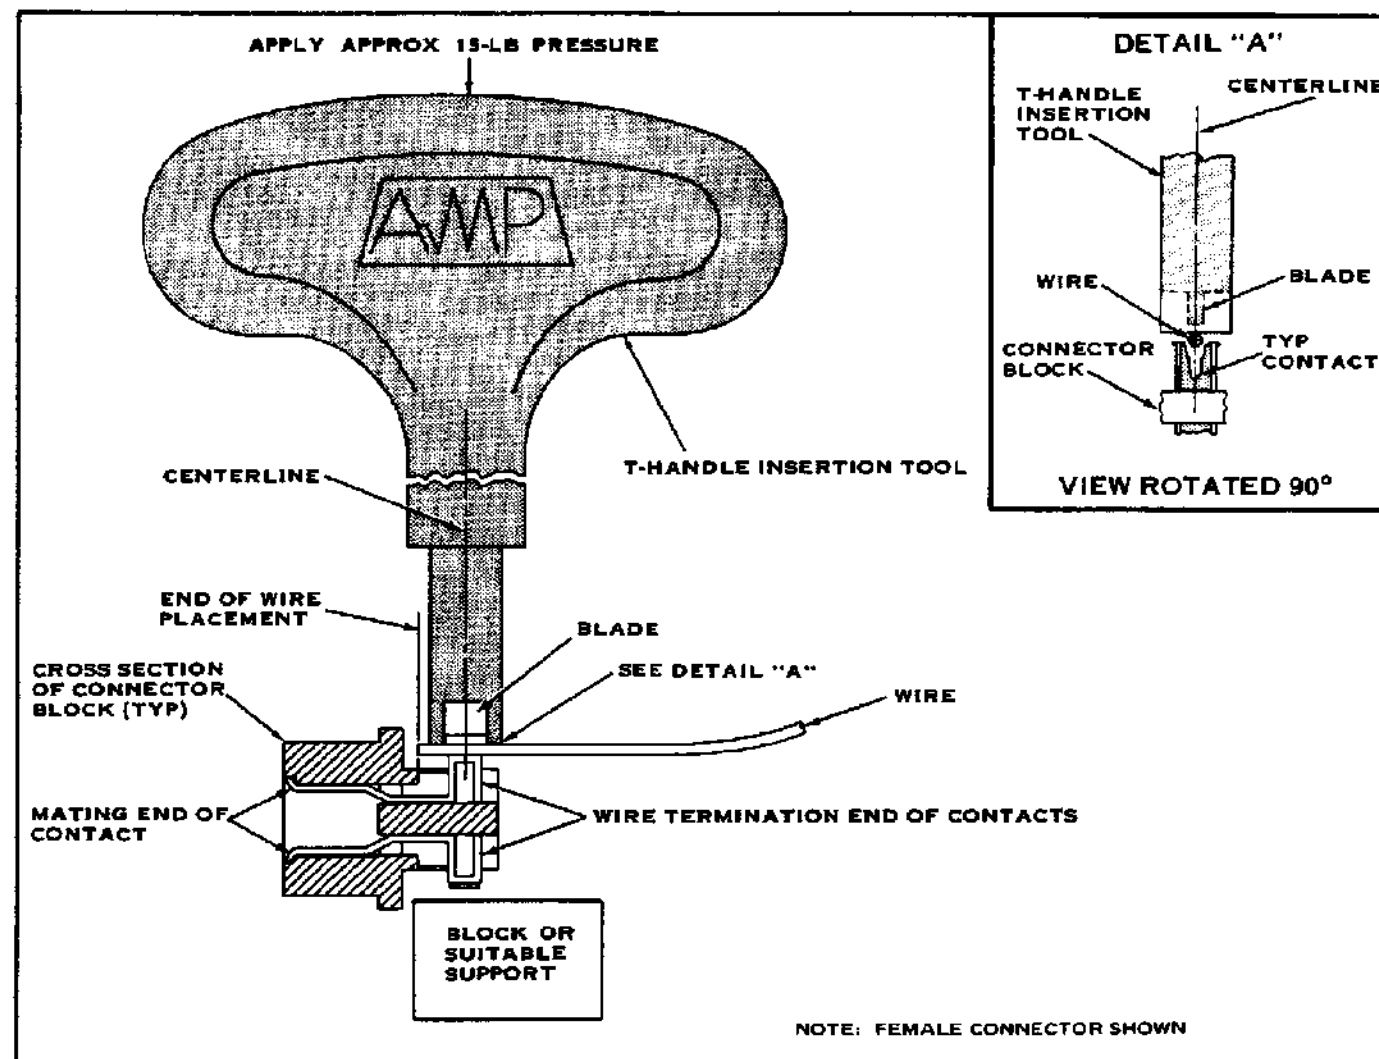 APPLY APPROX 15-LB PRESSURE
AMP
T-HANDLE INSERTION TOOL
CENTERLINE
END OF WIRE
PLACEMENT
BLADE
SEE DETAIL "A"
WIRE
CROSS SECTION
OF CONNECTOR
BLOCK (TYP)
MATING END OF
CONTACT
WIRE TERMINATION END OF CONTACTS
BLOCK OR
SUITABLE
SUPPORT
NOTE: FEMALE CONNECTOR SHOWN
DETAIL "A"
CENTERLINE
T-HANDLE
INSERTION
TOOL
WIRE
BLADE
CONNECTOR
BLOCK
TYP
CONTACT
VIEW ROTATED 90°